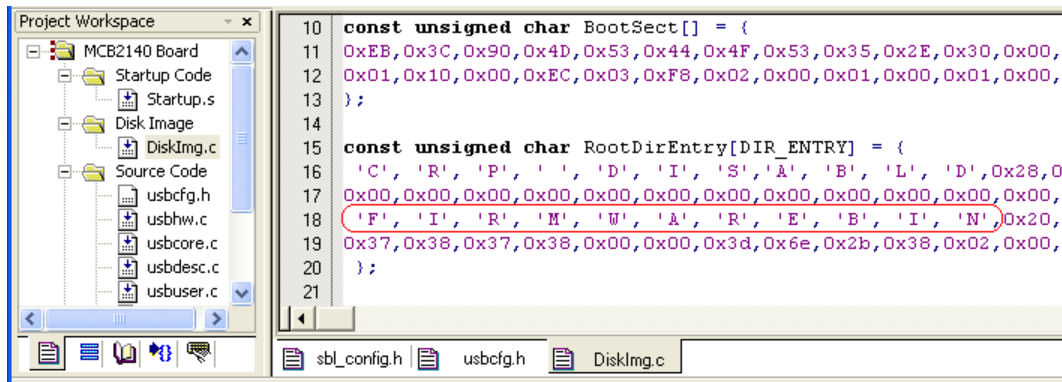 Project Workspace
MCB2140 Board
Startup Code
Startup.s
Disk Image
DiskImg.c
Source Code
usbcfg.h
usbhw.c
usbcore.c
usbdesc.c
usbuser.c
10 const unsigned char BootSect[] = {
11 0xEB,0x3C,0x90,0x4D,0x53,0x44,0x4F,0x53,0x35,0x2E,0x30,0x00,
12 0x01,0x10,0x00,0xEC,0x03,0xF8,0x02,0x00,0x01,0x00,0x01,0x00,
13 };
14
15 const unsigned char RootDirEntry[DIR_ENTRY] = {
16 'C', 'R', 'P', ' ', 'D', 'I', 'S','A', 'B', 'L', 'D',0x28,0
17 0x00,0x00,0x00,0x00,0x00,0x00,0x00,0x00,0x00,0x00,0x00,0x00,
18 'F', 'I', 'R', 'M', 'W', 'A', 'R', 'E', 'B', 'I', 'N',0x20,
19 0x37,0x38,0x37,0x38,0x00,0x00,0x3d,0x6e,0x2b,0x38,0x02,0x00,
20 };
21
sbl_config.h usbcfg.h DiskImg.c